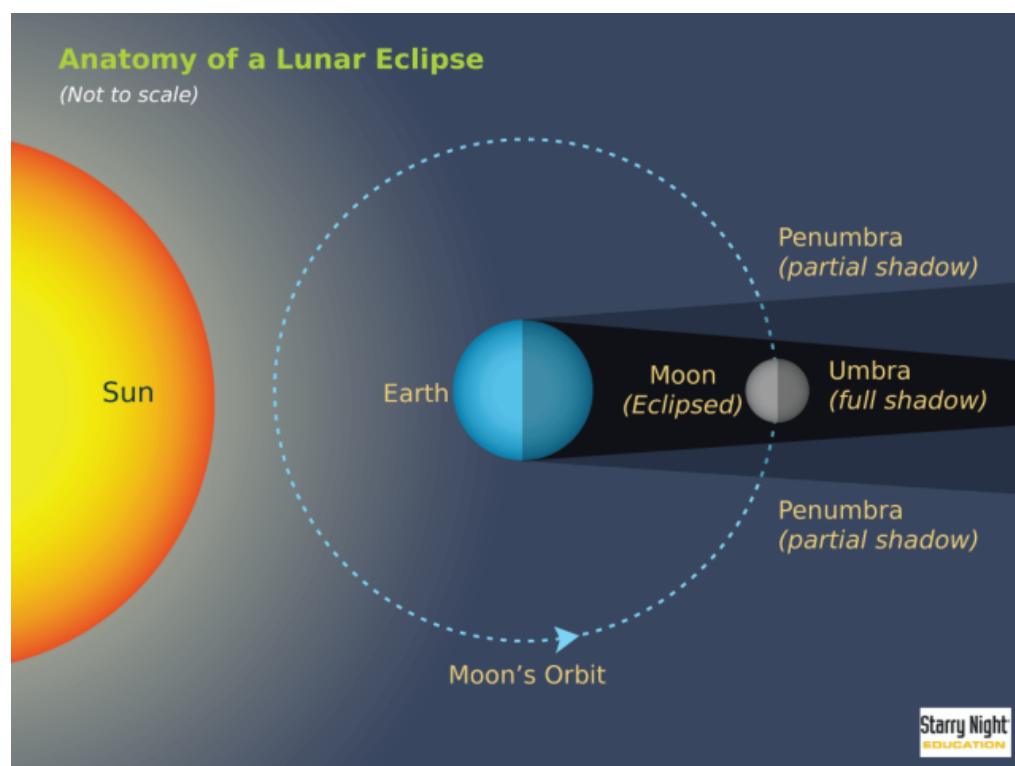 Anatomy of a Lunar Eclipse
(Not to scale)
Penumbra
(partial shadow)
Sun
Earth
Moon
(Eclipsed)
Umbra
(full shadow)
Penumbra
(partial shadow)
Moon’s Orbit
Starry Night
EDUCATION